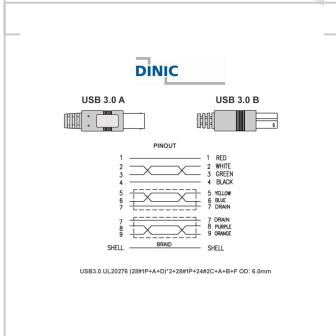 DINIC
USB 3.0 A USB 3.0 B
PINOUT
1 1 RED
2 2 WHITE
3 3 GREEN
4 4 BLACK
5 5 YELLOW
6 6 BLUE
7 7 DRAIN
7 7 DRAIN
8 8 PURPLE
9 9 ORANGE
SHELL BRAID SHELL
USB3.0 UL20276 (28#1P+A+D)*2+28#1P+24#2C+A+B+F OD: 6.0mm